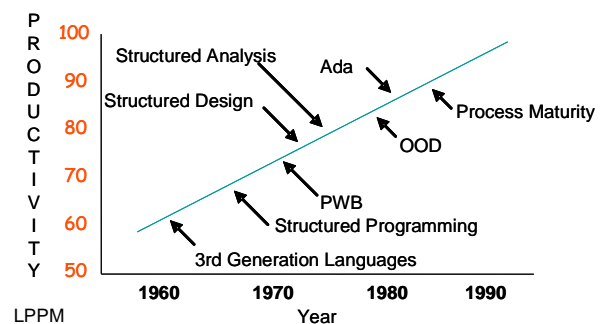 PRODUCTIVITY
100
90
80
70
60
50
Structured Analysis
Ada
Structured Design
Process Maturity
OOD
PWB
Structured Programming
3rd Generation Languages
1960 1970 1980 1990
LPPM Year